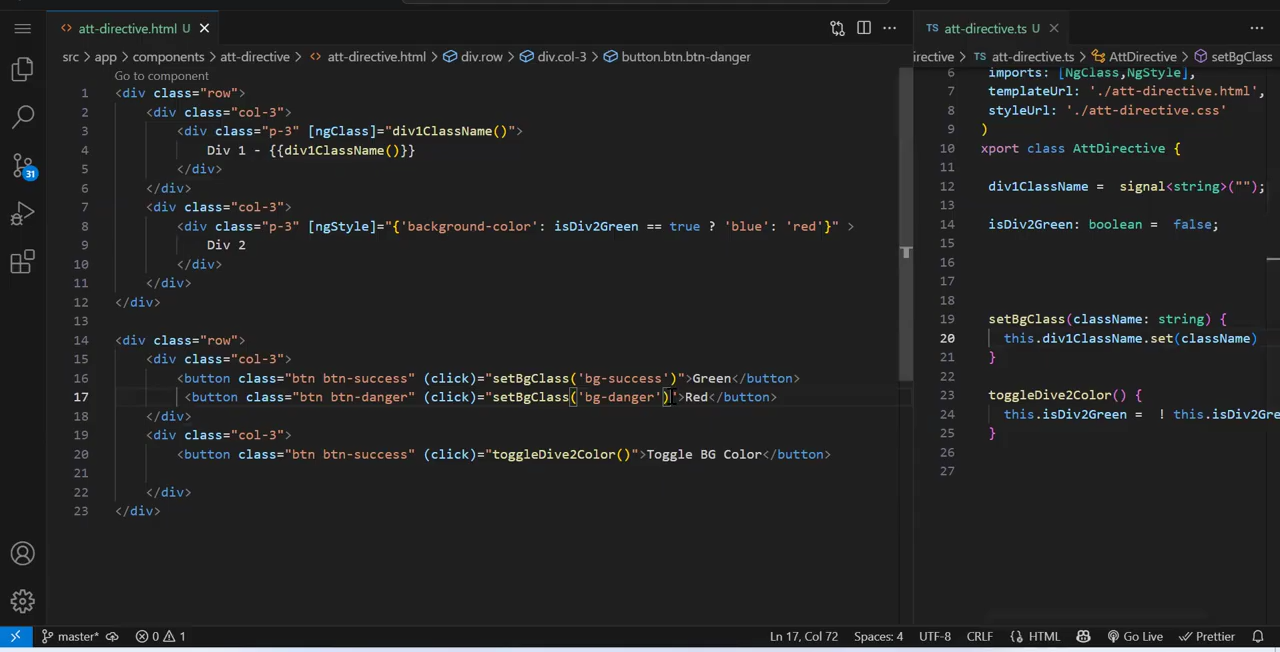 att-directive.html U
att-directive.ts U
src > app > components > att-directive > att-directive.html > div.row > div.col-3 > button.btn.btn-danger
irective > TS att-directive.ts > AttDirective > setBgClass
Go to component
1 <div class="row">
2 <div class="col-3">
3 <div class="p-3" [ngClass]="div1ClassName()">
4 Div 1 - {{div1ClassName()}}
5 </div>
6 </div>
7 <div class="col-3">
8 <div class="p-3" [ngStyle]="{'background-color': isDiv2Green == true ? 'blue': 'red'}" >
9 Div 2
10 </div>
11 </div>
12 </div>
13
14 <div class="row">
15 <div class="col-3">
16 <button class="btn btn-success" (click)="setBgClass('bg-success')">Green</button>
17 <button class="btn btn-danger" (click)="setBgClass('bg-danger')">Red</button>
18 </div>
19 <div class="col-3">
20 <button class="btn btn-success" (click)="toggleDive2Color()">Toggle BG Color</button>
21
22 </div>
23 </div>
6 imports: [NgClass,NgStyle],
7 templateUrl: './att-directive.html',
8 styleUrl: './att-directive.css'
9 )
10 xport class AttDirective {
11
12 div1ClassName = signal<string>("");
13
14 isDiv2Green: boolean = false;
15
16
17
18
19 setBgClass(className: string) {
20 this.div1ClassName.set(className)
21 }
22
23 toggleDive2Color() {
24 this.isDiv2Green = ! this.isDiv2Gre
25 }
26
27
31
master* 0 1 Ln 17, Col 72 Spaces: 4 UTF-8 CRLF {} HTML Go Live Prettier